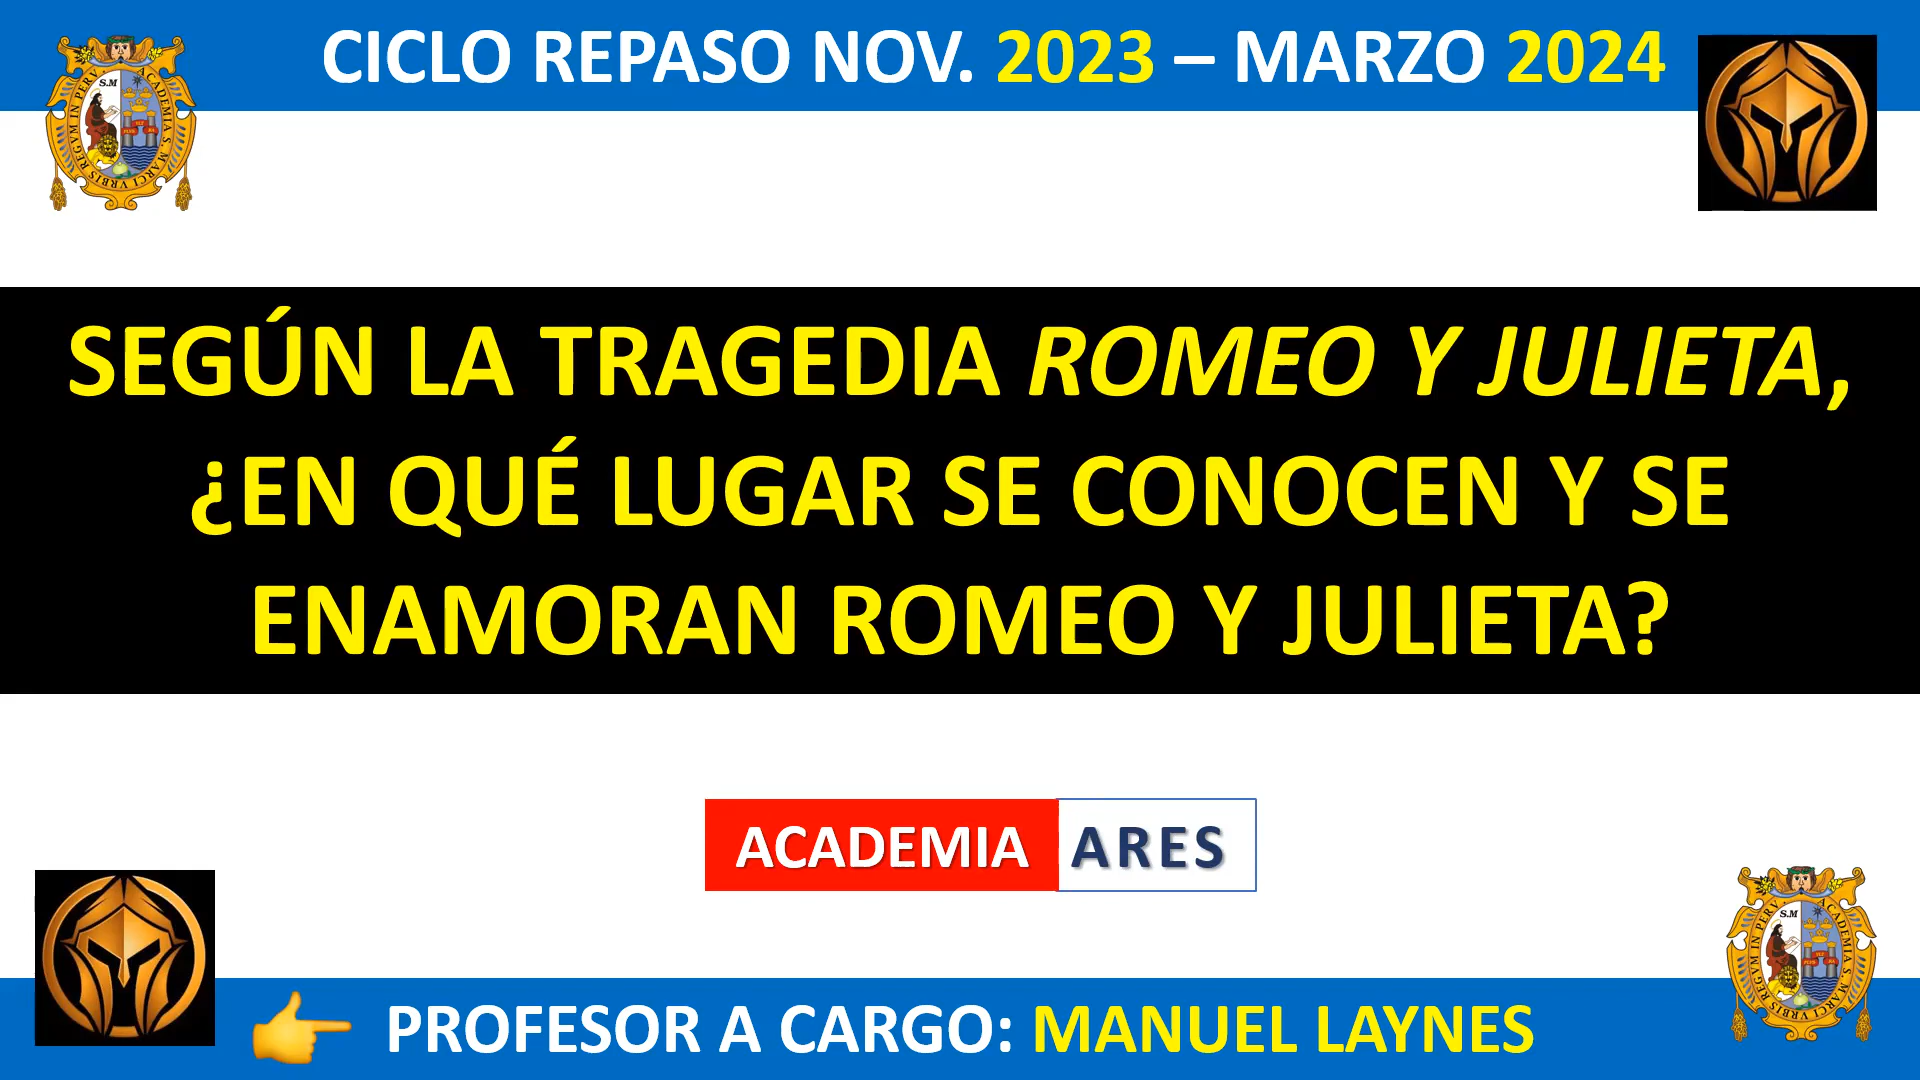 CICLO REPASO NOV. 2023 – MARZO 2024
SEGÚN LA TRAGEDIA ROMEO Y JULIETA,
¿EN QUÉ LUGAR SE CONOCEN Y SE
ENAMORAN ROMEO Y JULIETA?
ACADEMIA ARES
PROFESOR A CARGO: MANUEL LAYNES